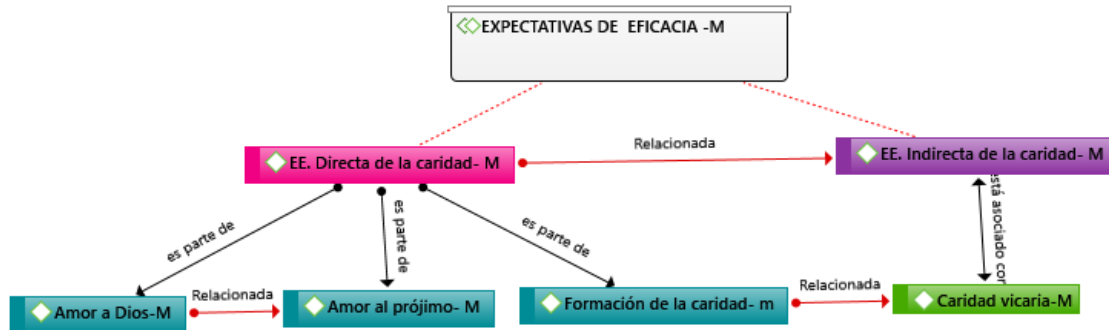 EXPECTATIVAS DE EFICACIA -M
EE. Directa de la caridad- M
Relacionada
EE. Indirecta de la caridad- M
es parte de
es parte de
es parte de
está asociado con
Amor a Dios-M
Relacionada
Amor al prójimo- M
Formación de la caridad- m
Relacionada
Caridad vicaria-M